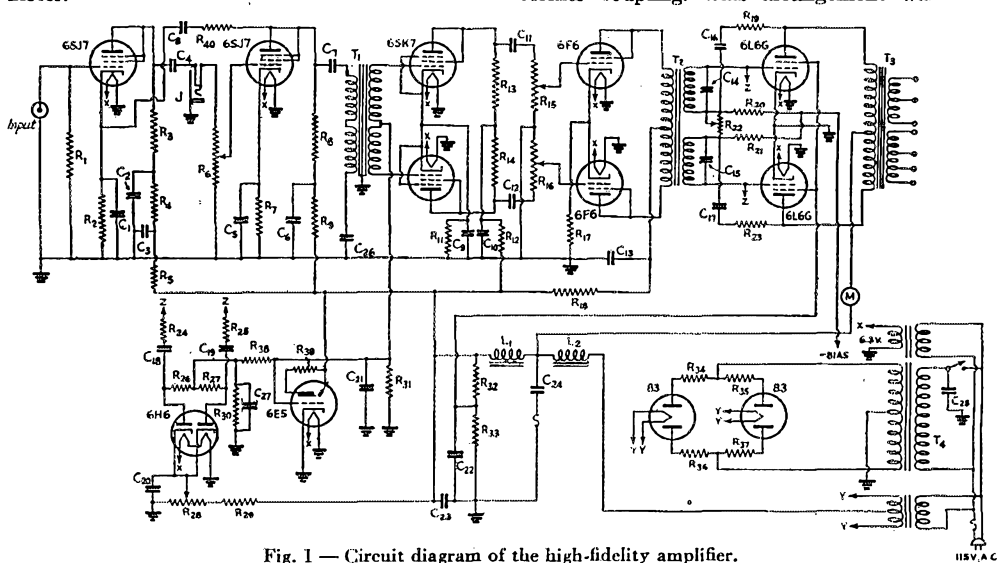 6SJ7
C8
R40
C4
6SJ7
C7
T1
6SK7
C11
6F6
T2
C16
R19
6L6G
T3
J
X
X
X
X
R3
R13
R15
C14
Z
R20
Input
R1
R6
R8
R22
R14
R21
C2
R4
C12
R16
C15
R2
C1
C5
R7
C6
R9
6F6
Z
6L6G
C3
C26
R11
C9
C10
R12
R17
C17
R23
R5
C13
M
R18
Z
Z
R24
R25
L1
L2
X
6.3V.
C18
C19
R38
R39
-BIAS
R26
R27
C21
R31
R32
C24
R34
83
83
R35
C28
6H6
R30
C27
6E5
Y
Y
R33
Y Y
T4
X
X
R36
R37
C20
C22
R28
R29
C23
Y
Y
115V. A C
Fig. 1 — Circuit diagram of the high-fidelity amplifier.